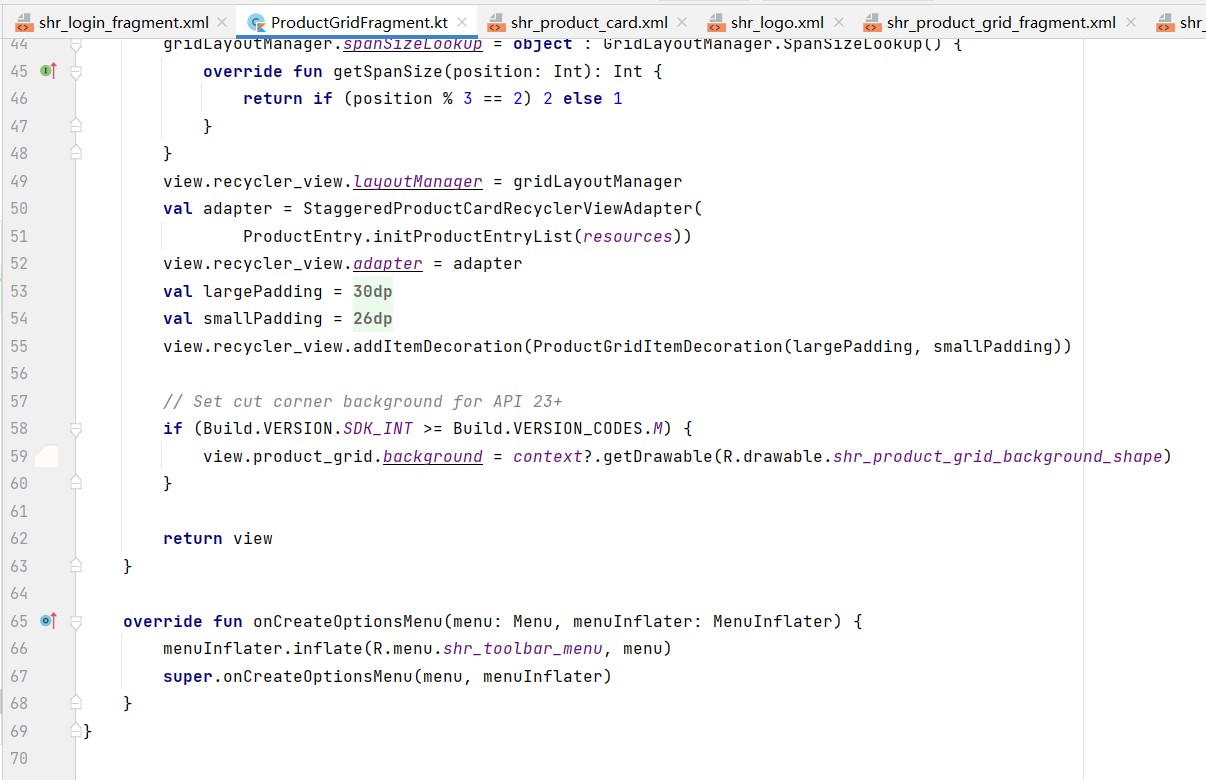 shr_login_fragment.xml ProductGridFragment.kt shr_product_card.xml shr_logo.xml shr_product_grid_fragment.xml shr_
44 gridLayoutManager.spanSizeLookup = object : GridLayoutManager.SpanSizeLookup() {
45 override fun getSpanSize(position: Int): Int {
46 return if (position % 3 == 2) 2 else 1
47 }
48 }
49 view.recycler_view.layoutManager = gridLayoutManager
50 val adapter = StaggeredProductCardRecyclerViewAdapter(
51 ProductEntry.initProductEntryList(resources))
52 view.recycler_view.adapter = adapter
53 val largePadding = 30dp
54 val smallPadding = 26dp
55 view.recycler_view.addItemDecoration(ProductGridItemDecoration(largePadding, smallPadding))
56
57 // Set cut corner background for API 23+
58 if (Build.VERSION.SDK_INT >= Build.VERSION_CODES.M) {
59 view.product_grid.background = context?.getDrawable(R.drawable.shr_product_grid_background_shape)
60 }
61
62 return view
63 }
64
65 override fun onCreateOptionsMenu(menu: Menu, menuInflater: MenuInflater) {
66 menuInflater.inflate(R.menu.shr_toolbar_menu, menu)
67 super.onCreateOptionsMenu(menu, menuInflater)
68 }
69 }
70